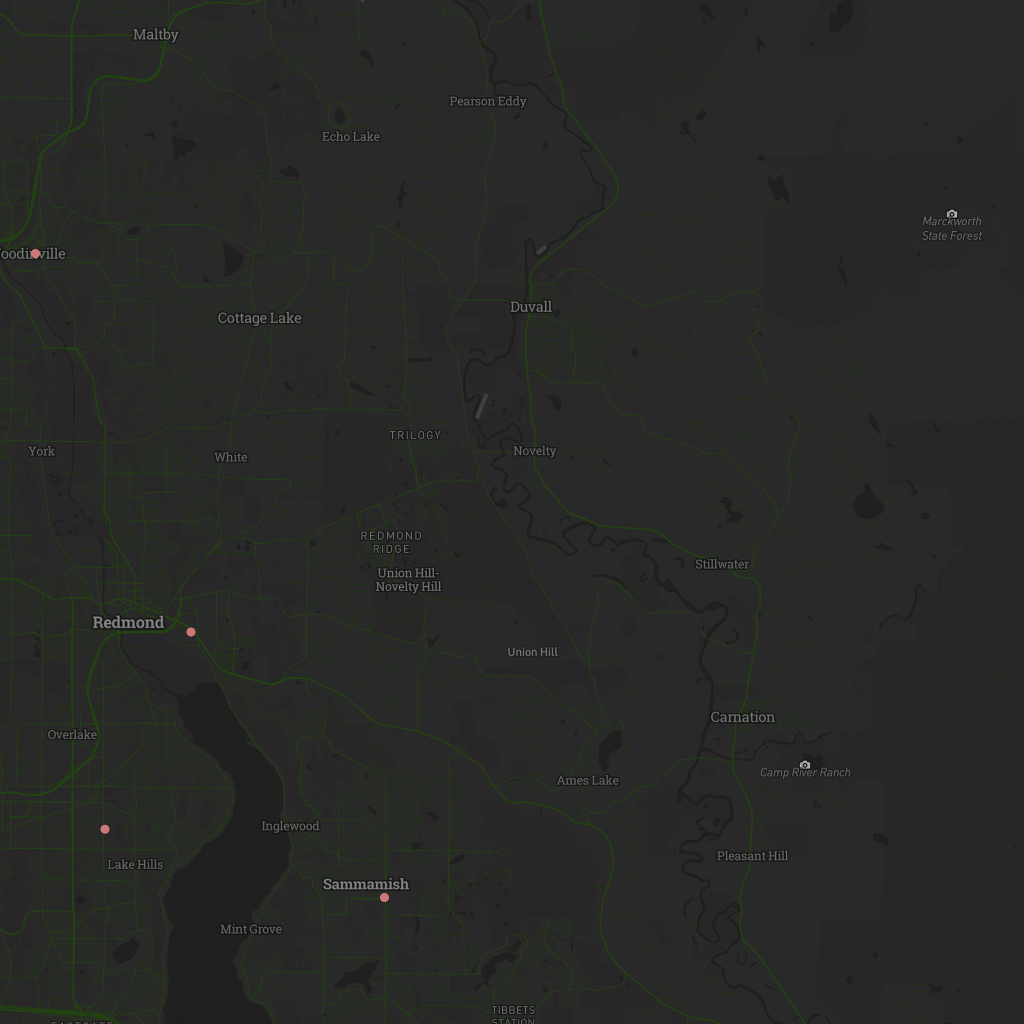 Maltby
Pearson Eddy
Echo Lake
Marckworth
State Forest
oodinville
Duvall
Cottage Lake
TRILOGY
York
White
Novelty
REDMOND
RIDGE
Stillwater
Union Hill-
Novelty Hill
Redmond
Union Hill
Carnation
Overlake
Camp River Ranch
Ames Lake
Inglewood
Pleasant Hill
Lake Hills
Sammamish
Mint Grove
TIBBETS
STATION
EASTGATE